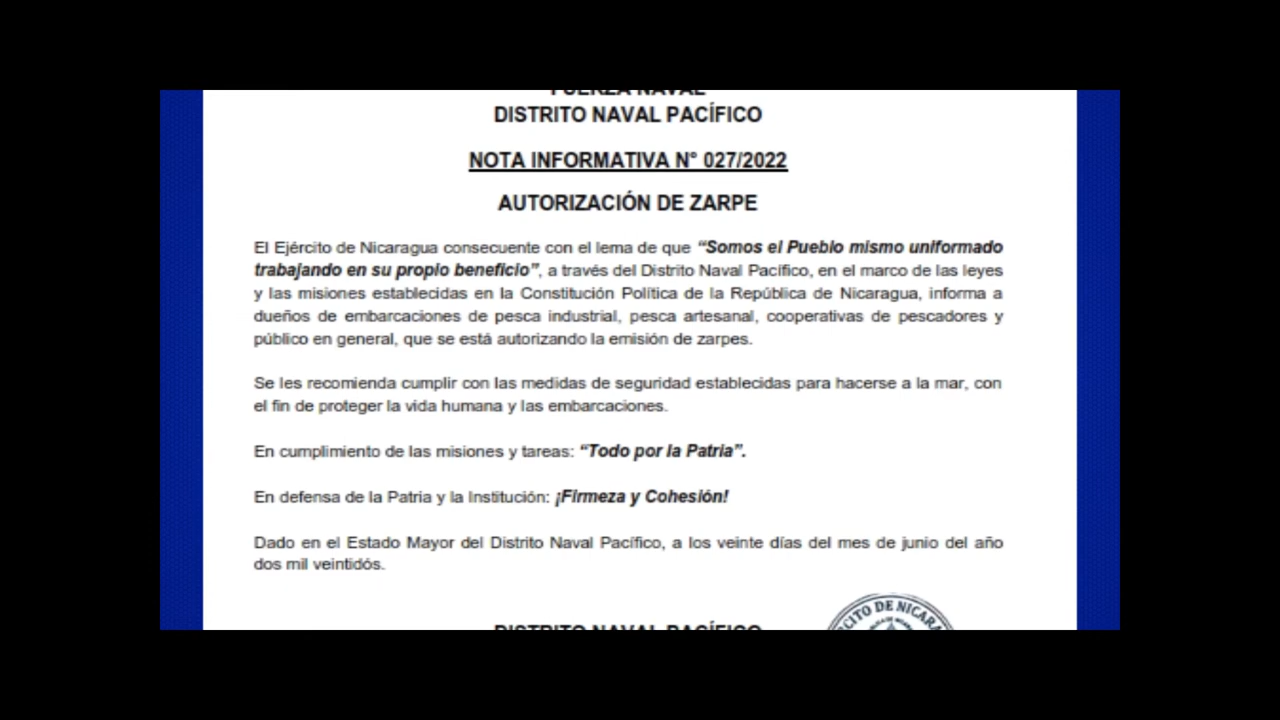 FUERZA NAVAL
DISTRITO NAVAL PACÍFICO
NOTA INFORMATIVA N° 027/2022
AUTORIZACIÓN DE ZARPE
El Ejército de Nicaragua consecuente con el lema de que “Somos el Pueblo mismo uniformado
trabajando en su propio beneficio”, a través del Distrito Naval Pacífico, en el marco de las leyes
y las misiones establecidas en la Constitución Política de la República de Nicaragua, informa a
dueños de embarcaciones de pesca industrial, pesca artesanal, cooperativas de pescadores y
público en general, que se está autorizando la emisión de zarpes.
Se les recomienda cumplir con las medidas de seguridad establecidas para hacerse a la mar, con
el fin de proteger la vida humana y las embarcaciones.
En cumplimiento de las misiones y tareas: “Todo por la Patria”.
En defensa de la Patria y la Institución: ¡Firmeza y Cohesión!
Dado en el Estado Mayor del Distrito Naval Pacífico, a los veinte días del mes de junio del año
dos mil veintidós.
DISTRITO NAVAL PACÍFICO